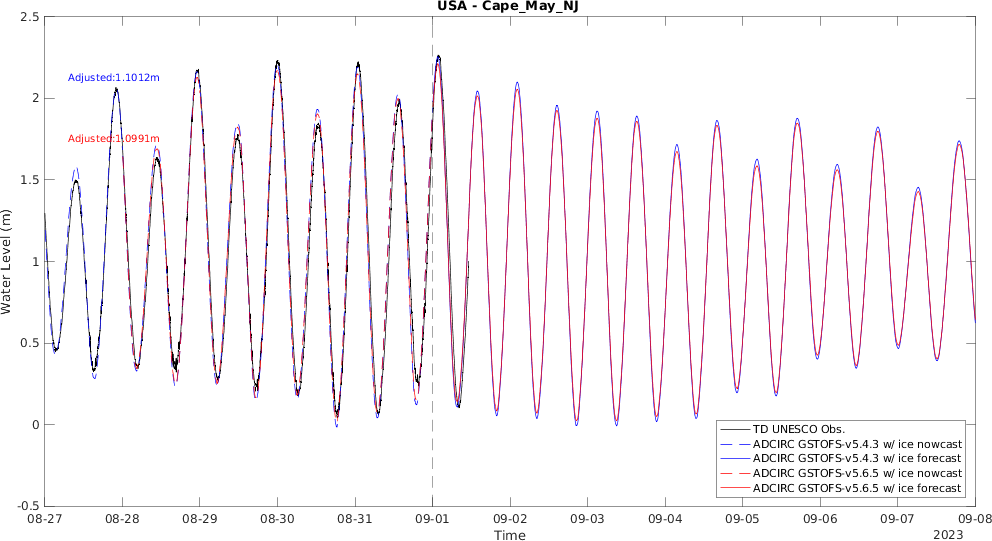 USA - Cape_May_NJ
2.5
2
1.5
1
0.5
0
-0.5
Water Level (m)
Adjusted:1.1012m
Adjusted:1.0991m
TD UNESCO Obs.
ADCIRC GSTOFS-v5.4.3 w/ ice nowcast
ADCIRC GSTOFS-v5.4.3 w/ ice forecast
ADCIRC GSTOFS-v5.6.5 w/ ice nowcast
ADCIRC GSTOFS-v5.6.5 w/ ice forecast
08-27 08-28 08-29 08-30 08-31 09-01 09-02 09-03 09-04 09-05 09-06 09-07 09-08
Time
2023